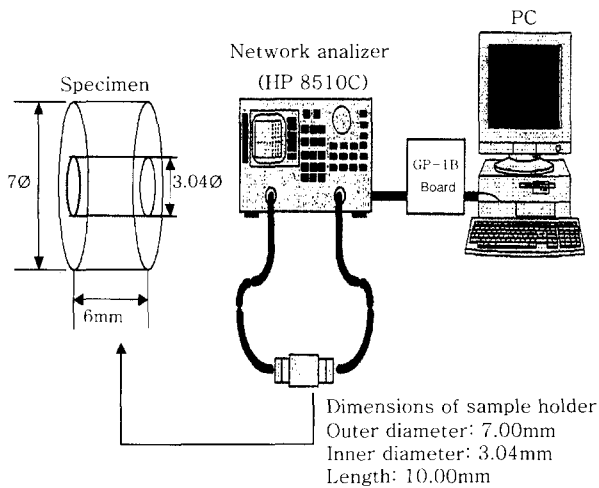 PC
Network analizer
(HP 8510C)
Specimen
GP-1B
Board
7Ø
3.04Ø
6mm
Dimensions of sample holder
Outer diameter: 7.00mm
Inner diameter: 3.04mm
Length: 10.00mm